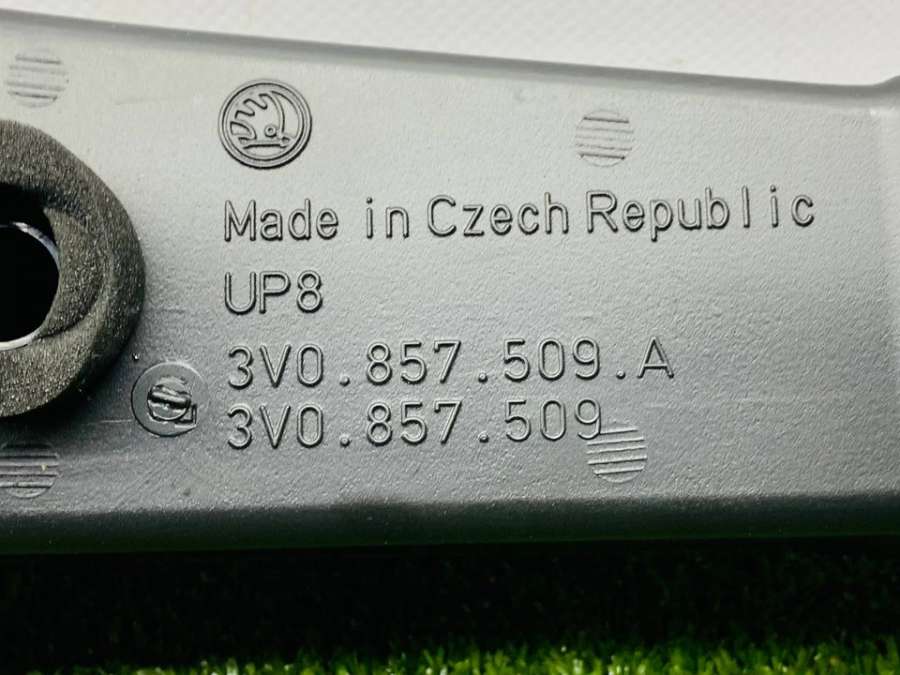 Made in Czech Republic
UP8
3V0.857.509.A
3V0.857.509